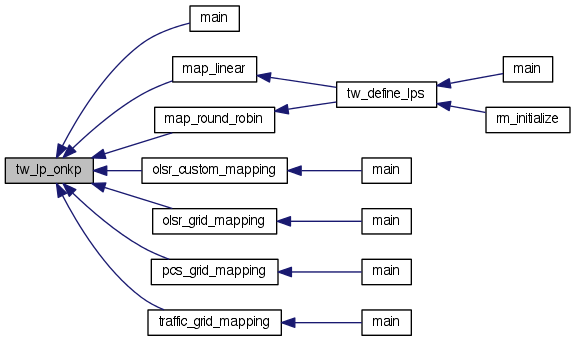 main
map_linear
main
tw_define_lps
map_round_robin
rm_initialize
tw_lp_onkp
olsr_custom_mapping
main
olsr_grid_mapping
main
pcs_grid_mapping
main
traffic_grid_mapping
main